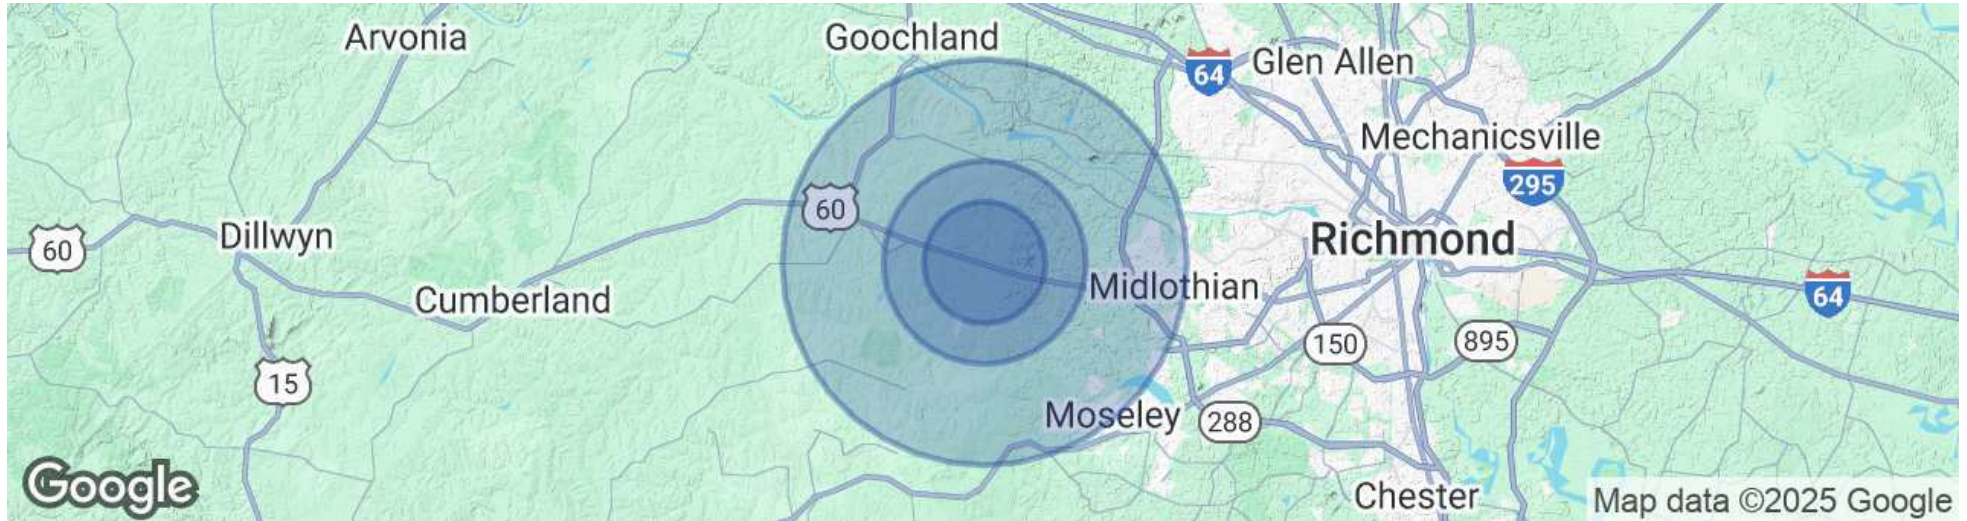 Arvonia
Goochland
64
Glen Allen
Mechanicsville
295
60
60
Dillwyn
Richmond
Midlothian
64
Cumberland
150
895
15
Moseley
288
Google
Chester
Map data ©2025 Google